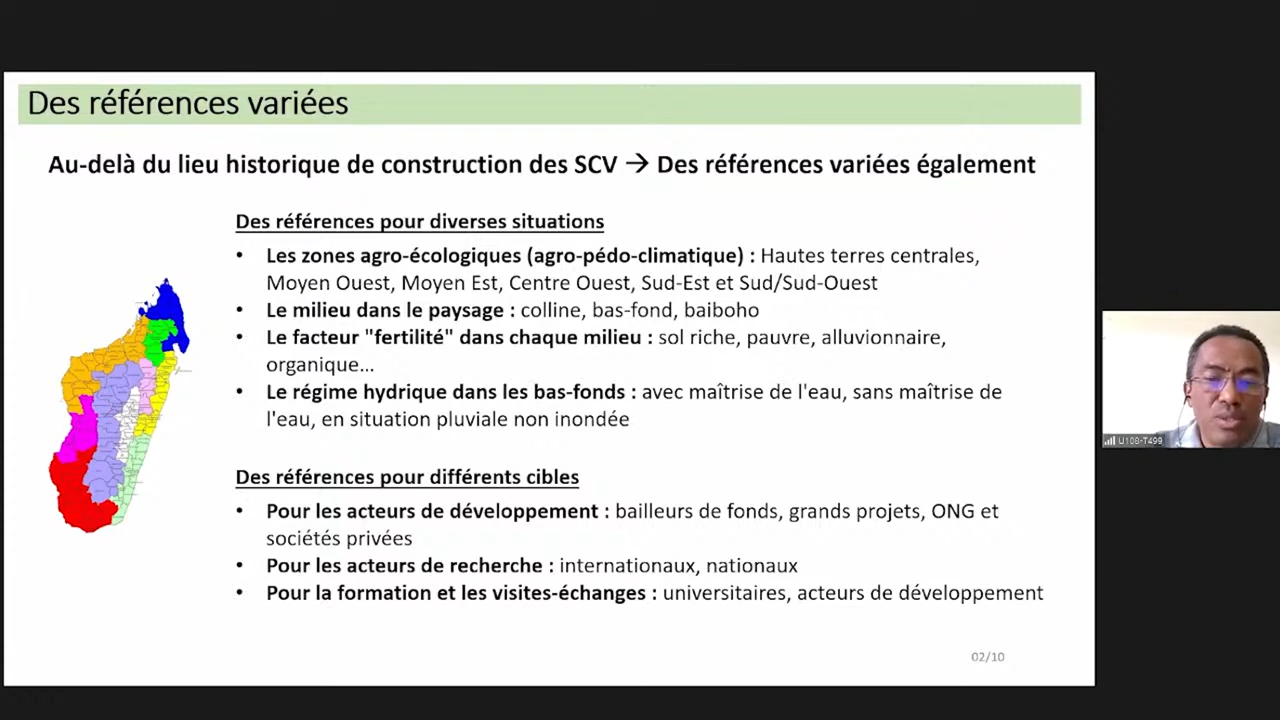 Des références variées
Au-delà du lieu historique de construction des SCV → Des références variées également
Des références pour diverses situations
• Les zones agro-écologiques (agro-pédo-climatique) : Hautes terres centrales,
Moyen Ouest, Moyen Est, Centre Ouest, Sud-Est et Sud/Sud-Ouest
• Le milieu dans le paysage : colline, bas-fond, baiboho
• Le facteur "fertilité" dans chaque milieu : sol riche, pauvre, alluvionnaire,
organique...
• Le régime hydrique dans les bas-fonds : avec maîtrise de l'eau, sans maîtrise de
l'eau, en situation pluviale non inondée
Des références pour différents cibles
• Pour les acteurs de développement : bailleurs de fonds, grands projets, ONG et
sociétés privées
• Pour les acteurs de recherche : internationaux, nationaux
• Pour la formation et les visites-échanges : universitaires, acteurs de développement
02/10
U108-T499